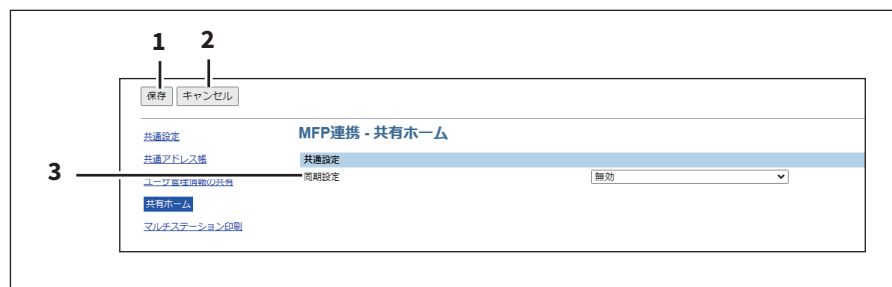 1 2
保存 キャンセル
共通設定
MFP連携 - 共有ホーム
共通アドレス帳
共通設定
3
ユーザ管理情報の共有
同期設定 無効
共有ホーム
マルチステーション印刷